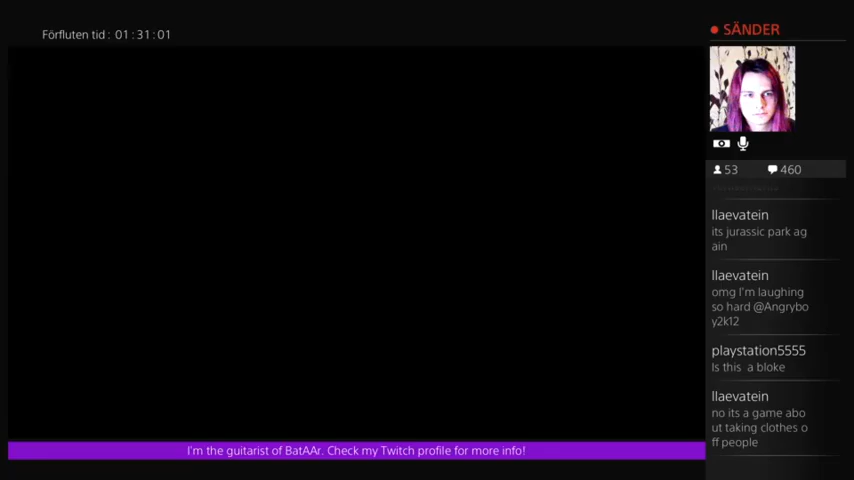 Förfluten tid : 01 : 31 : 01
SÄNDER
53 460
llaevatein
its jurassic park ag
ain
llaevatein
omg I'm laughing
so hard @Angrybo
y2k12
playstation5555
Is this a bloke
llaevatein
no its a game abo
ut taking clothes o
ff people
I'm the guitarist of BatAAr. Check my Twitch profile for more info!